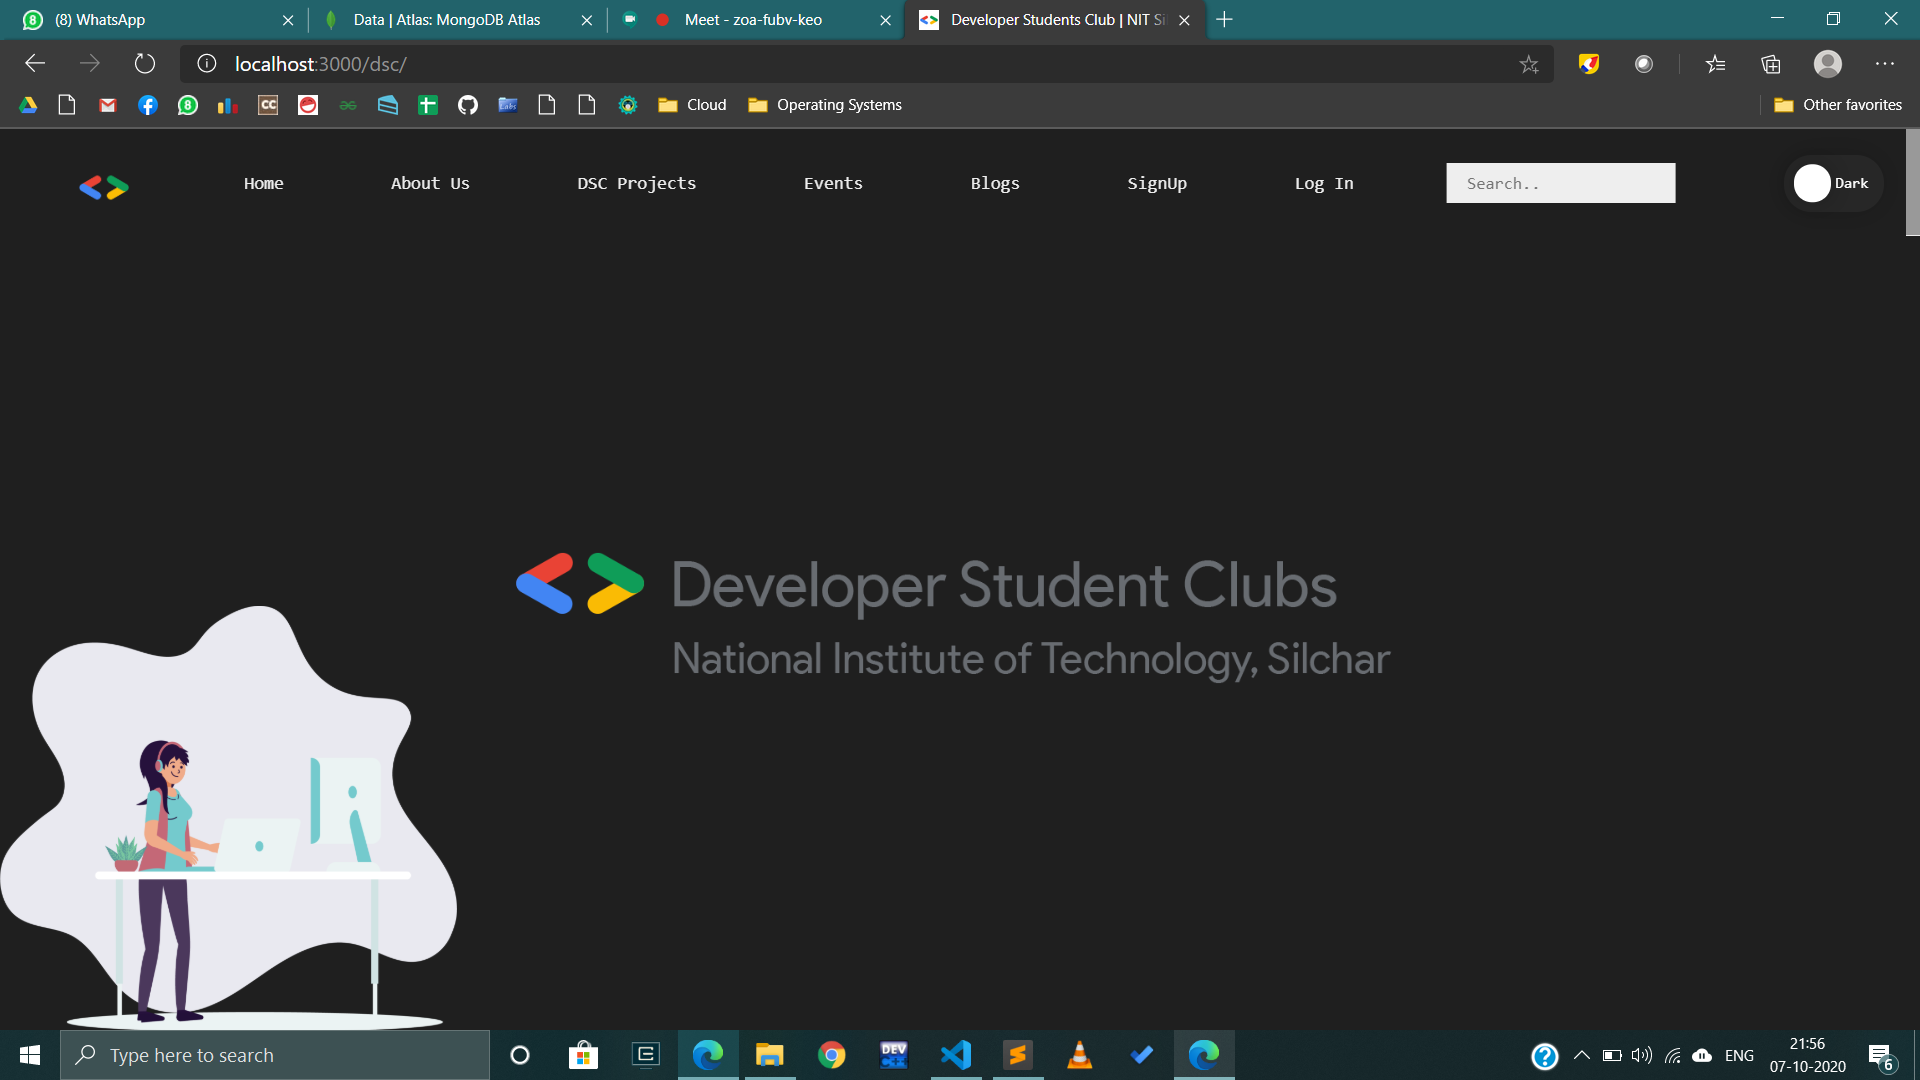 (8) WhatsApp
Data | Atlas: MongoDB Atlas
Meet - zoa-fubv-keo
Developer Students Club | NIT Sil
localhost:3000/dsc/
Cloud
Operating Systems
Other favorites
Home
About Us
DSC Projects
Events
Blogs
SignUp
Log In
Search..
Dark
Developer Student Clubs
National Institute of Technology, Silchar
Type here to search
ENG
21:56
07-10-2020
6